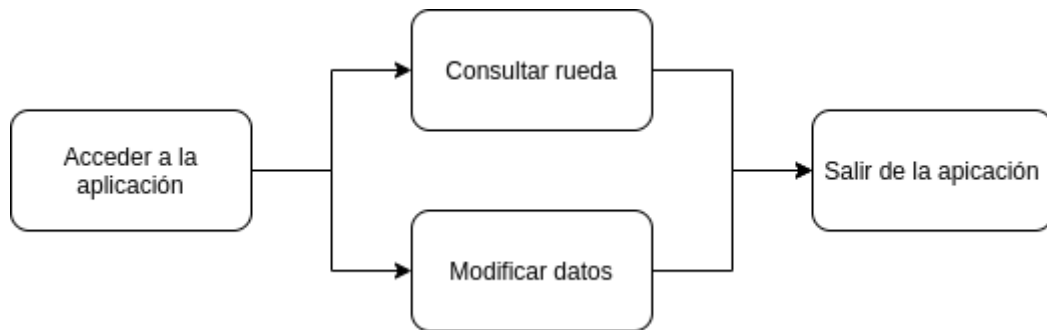 Consultar rueda
Acceder a la
aplicación
Salir de la apicación
Modificar datos